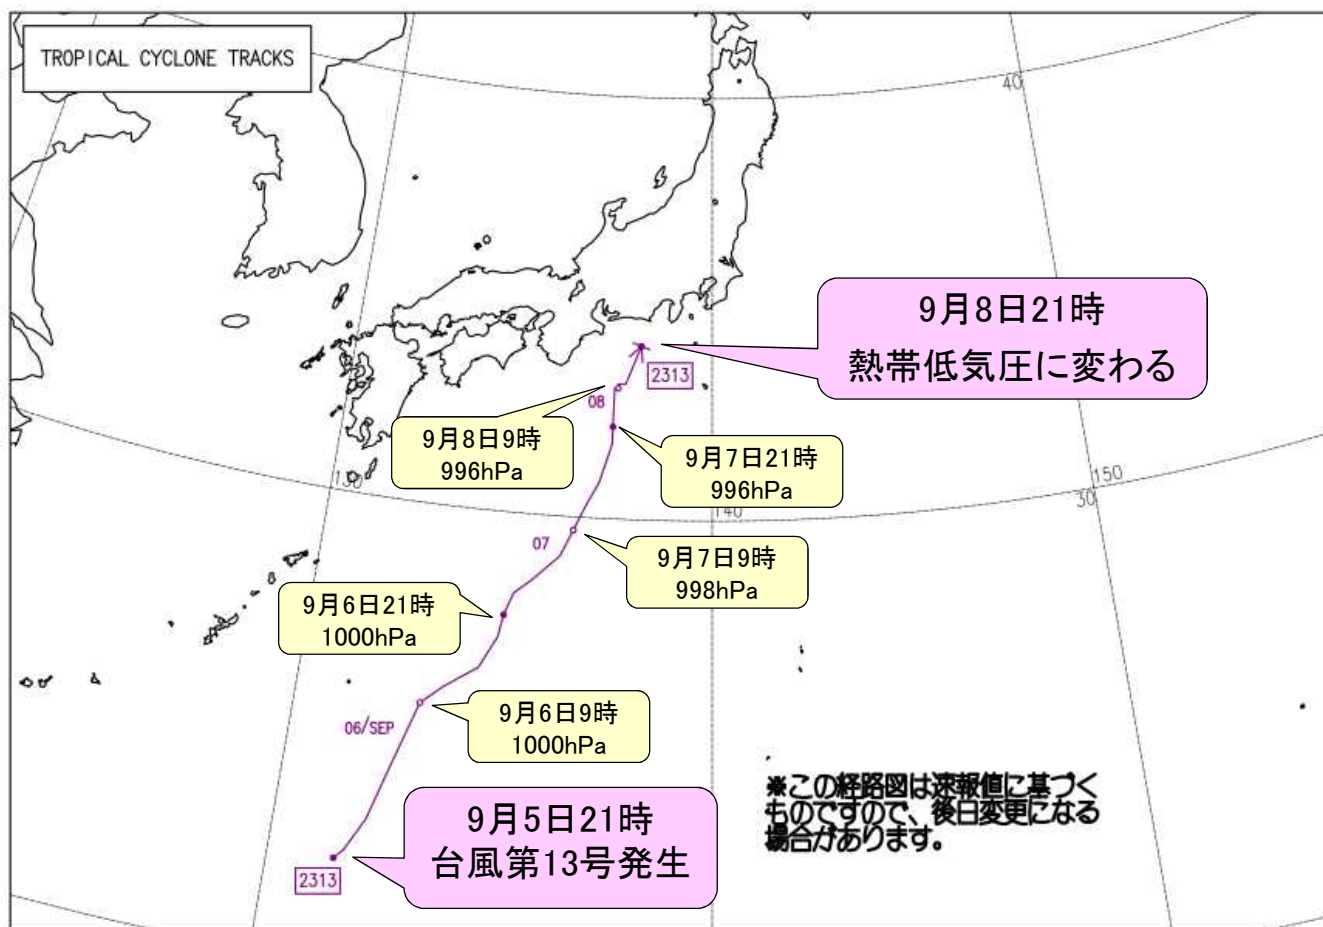 TROPICAL CYCLONE TRACKS
40
9月8日21時
熱帯低気圧に変わる
2313
08
9月8日9時
996hPa
9月7日21時
996hPa
130
150
30
140
07
9月7日9時
998hPa
9月6日21時
1000hPa
9月6日9時
1000hPa
06/SEP
※この経路図は速報値に基づく
ものですので、後日変更になる
場合があります。
9月5日21時
台風第13号発生
2313